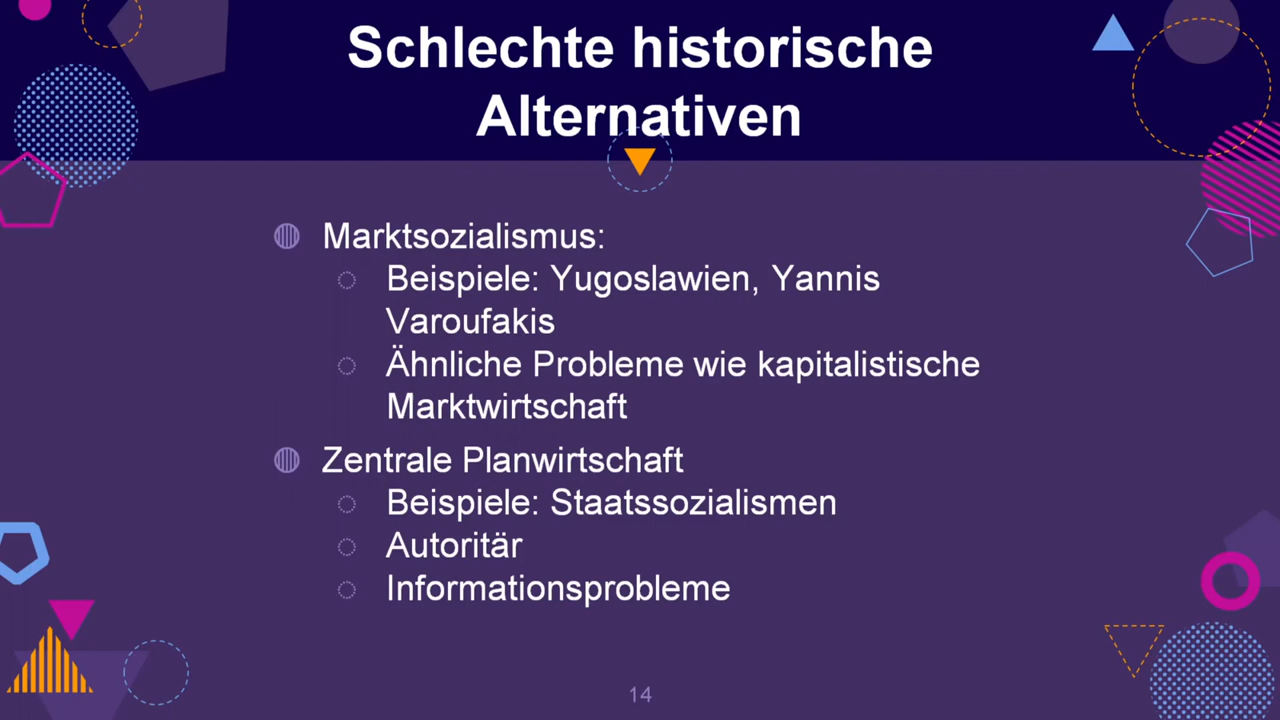 Schlechte historische
Alternativen
Marktsozialismus:
Beispiele: Yugoslawien, Yannis
Varoufakis
Ähnliche Probleme wie kapitalistische
Marktwirtschaft
Zentrale Planwirtschaft
Beispiele: Staatssozialismen
Autoritär
Informationsprobleme
14